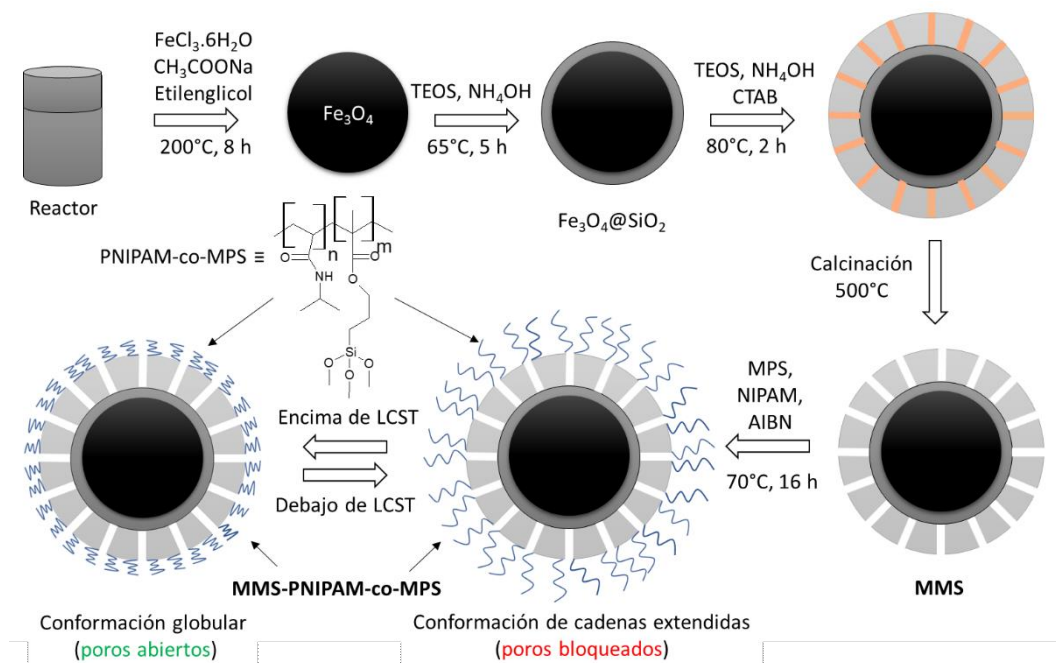 FeCl3.6H2O
CH3COONa
Etilenglicol
200°C, 8 h
Reactor
Fe3O4
TEOS, NH4OH
65°C, 5 h
Fe3O4@SiO2
TEOS, NH4OH
CTAB
80°C, 2 h
Calcinación
500°C
PNIPAM-co-MPS ≡
n
m
O
NH
O
O
Si
O
O
O
MPS,
NIPAM,
AIBN
70°C, 16 h
MMS
Encima de LCST
Debajo de LCST
MMS-PNIPAM-co-MPS
Conformación globular
(poros abiertos)
Conformación de cadenas extendidas
(poros bloqueados)